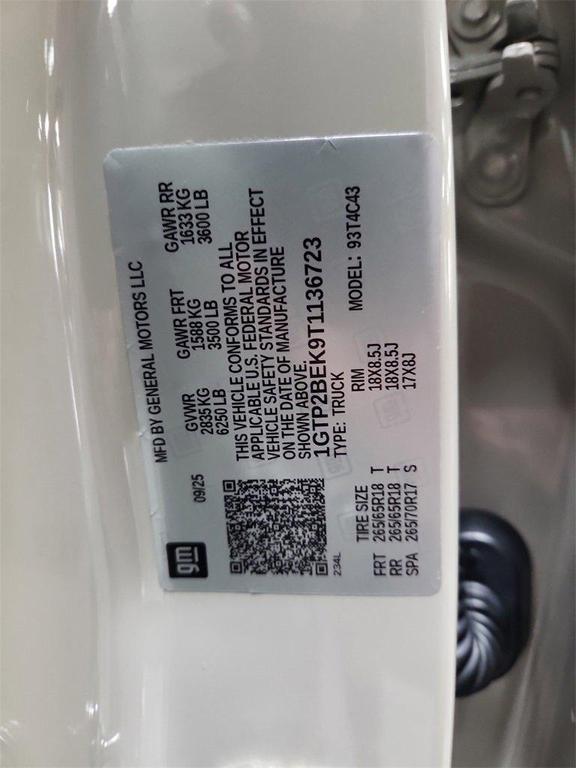 MFD BY GENERAL MOTORS LLC
gm
09/25
GVWR GAWR FRT GAWR RR
2835 KG 1588 KG 1633 KG
6250 LB 3500 LB 3600 LB
THIS VEHICLE CONFORMS TO ALL
APPLICABLE U.S. FEDERAL MOTOR
VEHICLE SAFETY STANDARDS IN EFFECT
ON THE DATE OF MANUFACTURE
SHOWN ABOVE.
1GTP2BEK9T1136723
234L
TYPE: TRUCK MODEL: 93T4C43
TIRE SIZE RIM
FRT 265/65R18 T 18X8.5J
RR 265/65R18 T 18X8.5J
SPA 265/70R17 S 17X8J